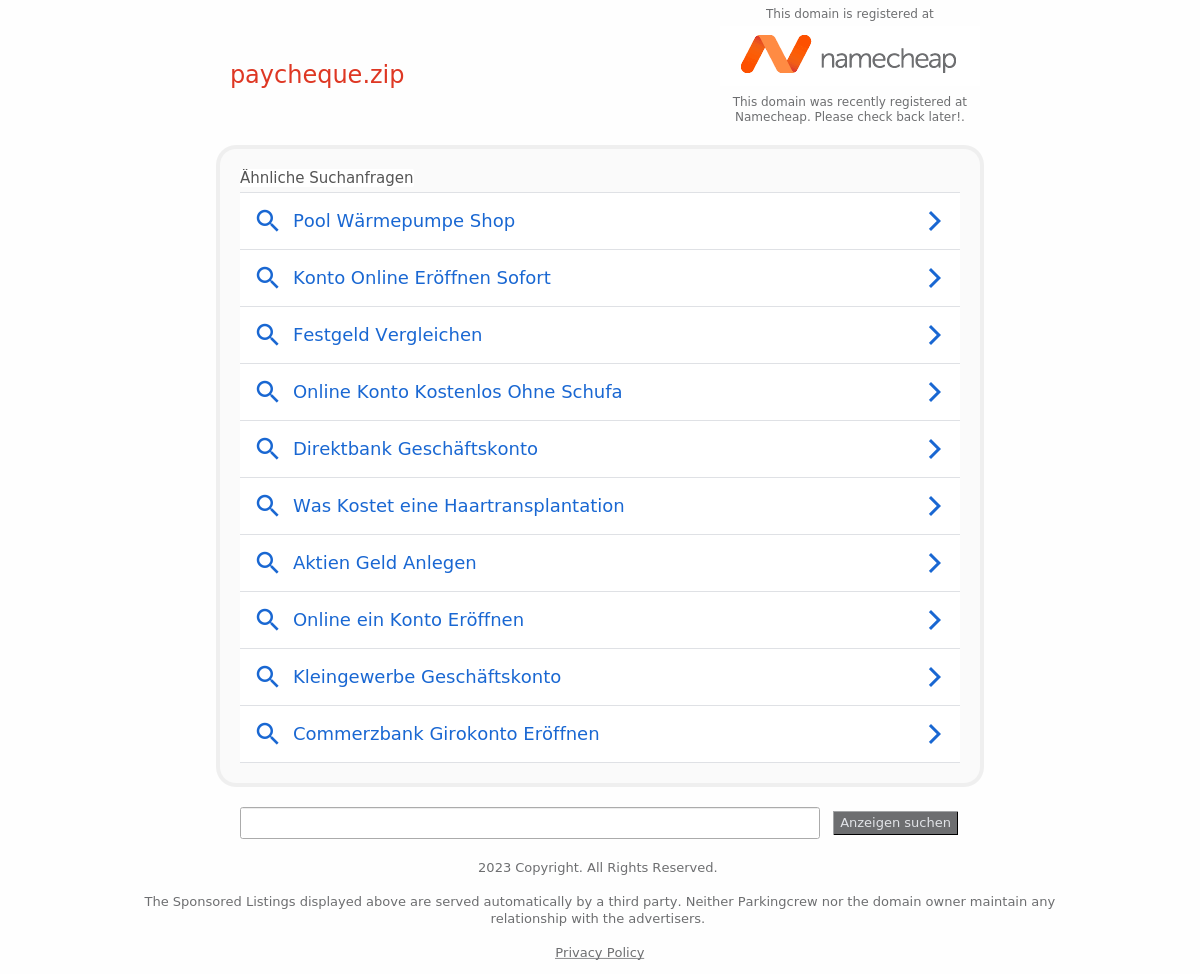 This domain is registered at
namecheap
paycheque.zip
This domain was recently registered at
Namecheap. Please check back later!.
Ähnliche Suchanfragen
Pool Wärmepumpe Shop
Konto Online Eröffnen Sofort
Festgeld Vergleichen
Online Konto Kostenlos Ohne Schufa
Direktbank Geschäftskonto
Was Kostet eine Haartransplantation
Aktien Geld Anlegen
Online ein Konto Eröffnen
Kleingewerbe Geschäftskonto
Commerzbank Girokonto Eröffnen
Anzeigen suchen
2023 Copyright. All Rights Reserved.
The Sponsored Listings displayed above are served automatically by a third party. Neither Parkingcrew nor the domain owner maintain any
relationship with the advertisers.
Privacy Policy